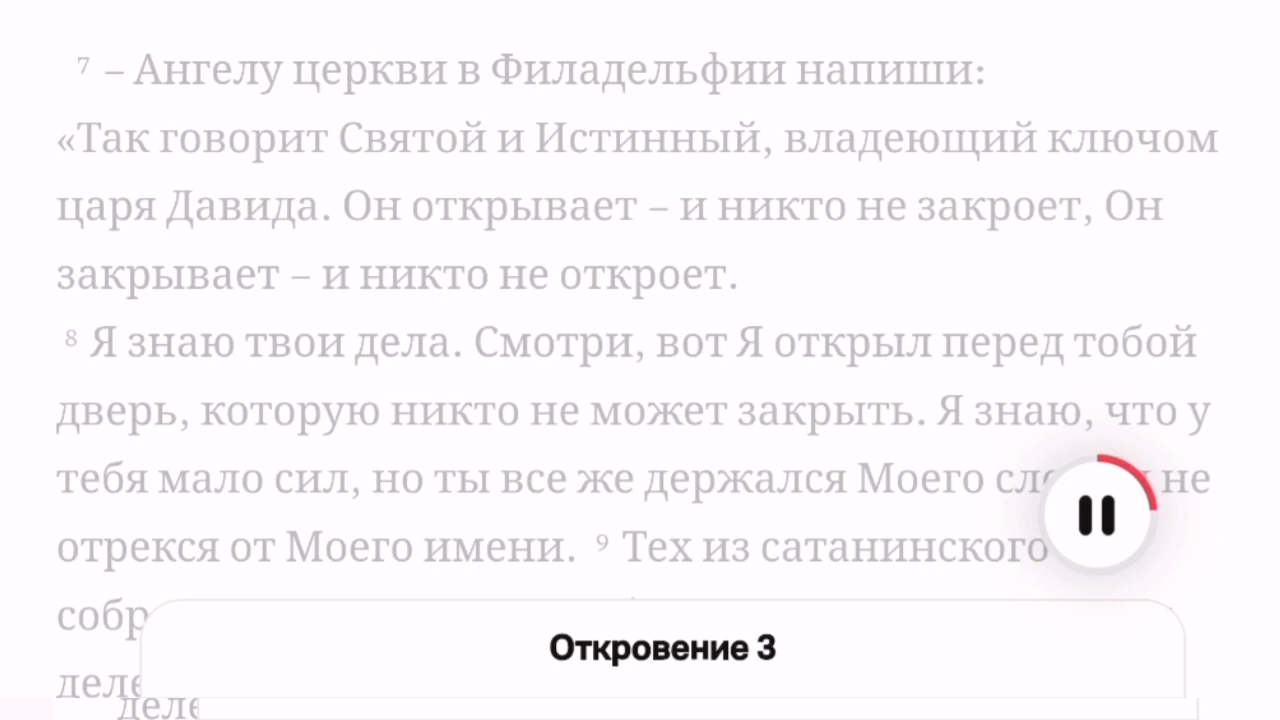 7 – Ангелу церкви в Филадельфии напиши:
«Так говорит Святой и Истинный, владеющий ключом
царя Давида. Он открывает – и никто не закроет, Он
закрывает – и никто не откроет.
8 Я знаю твои дела. Смотри, вот Я открыл перед тобой
дверь, которую никто не может закрыть. Я знаю, что у
тебя мало сил, но ты все же держался Моего не
отрекся от Моего имени. 9 Тех из сатанинского
Откровение 3